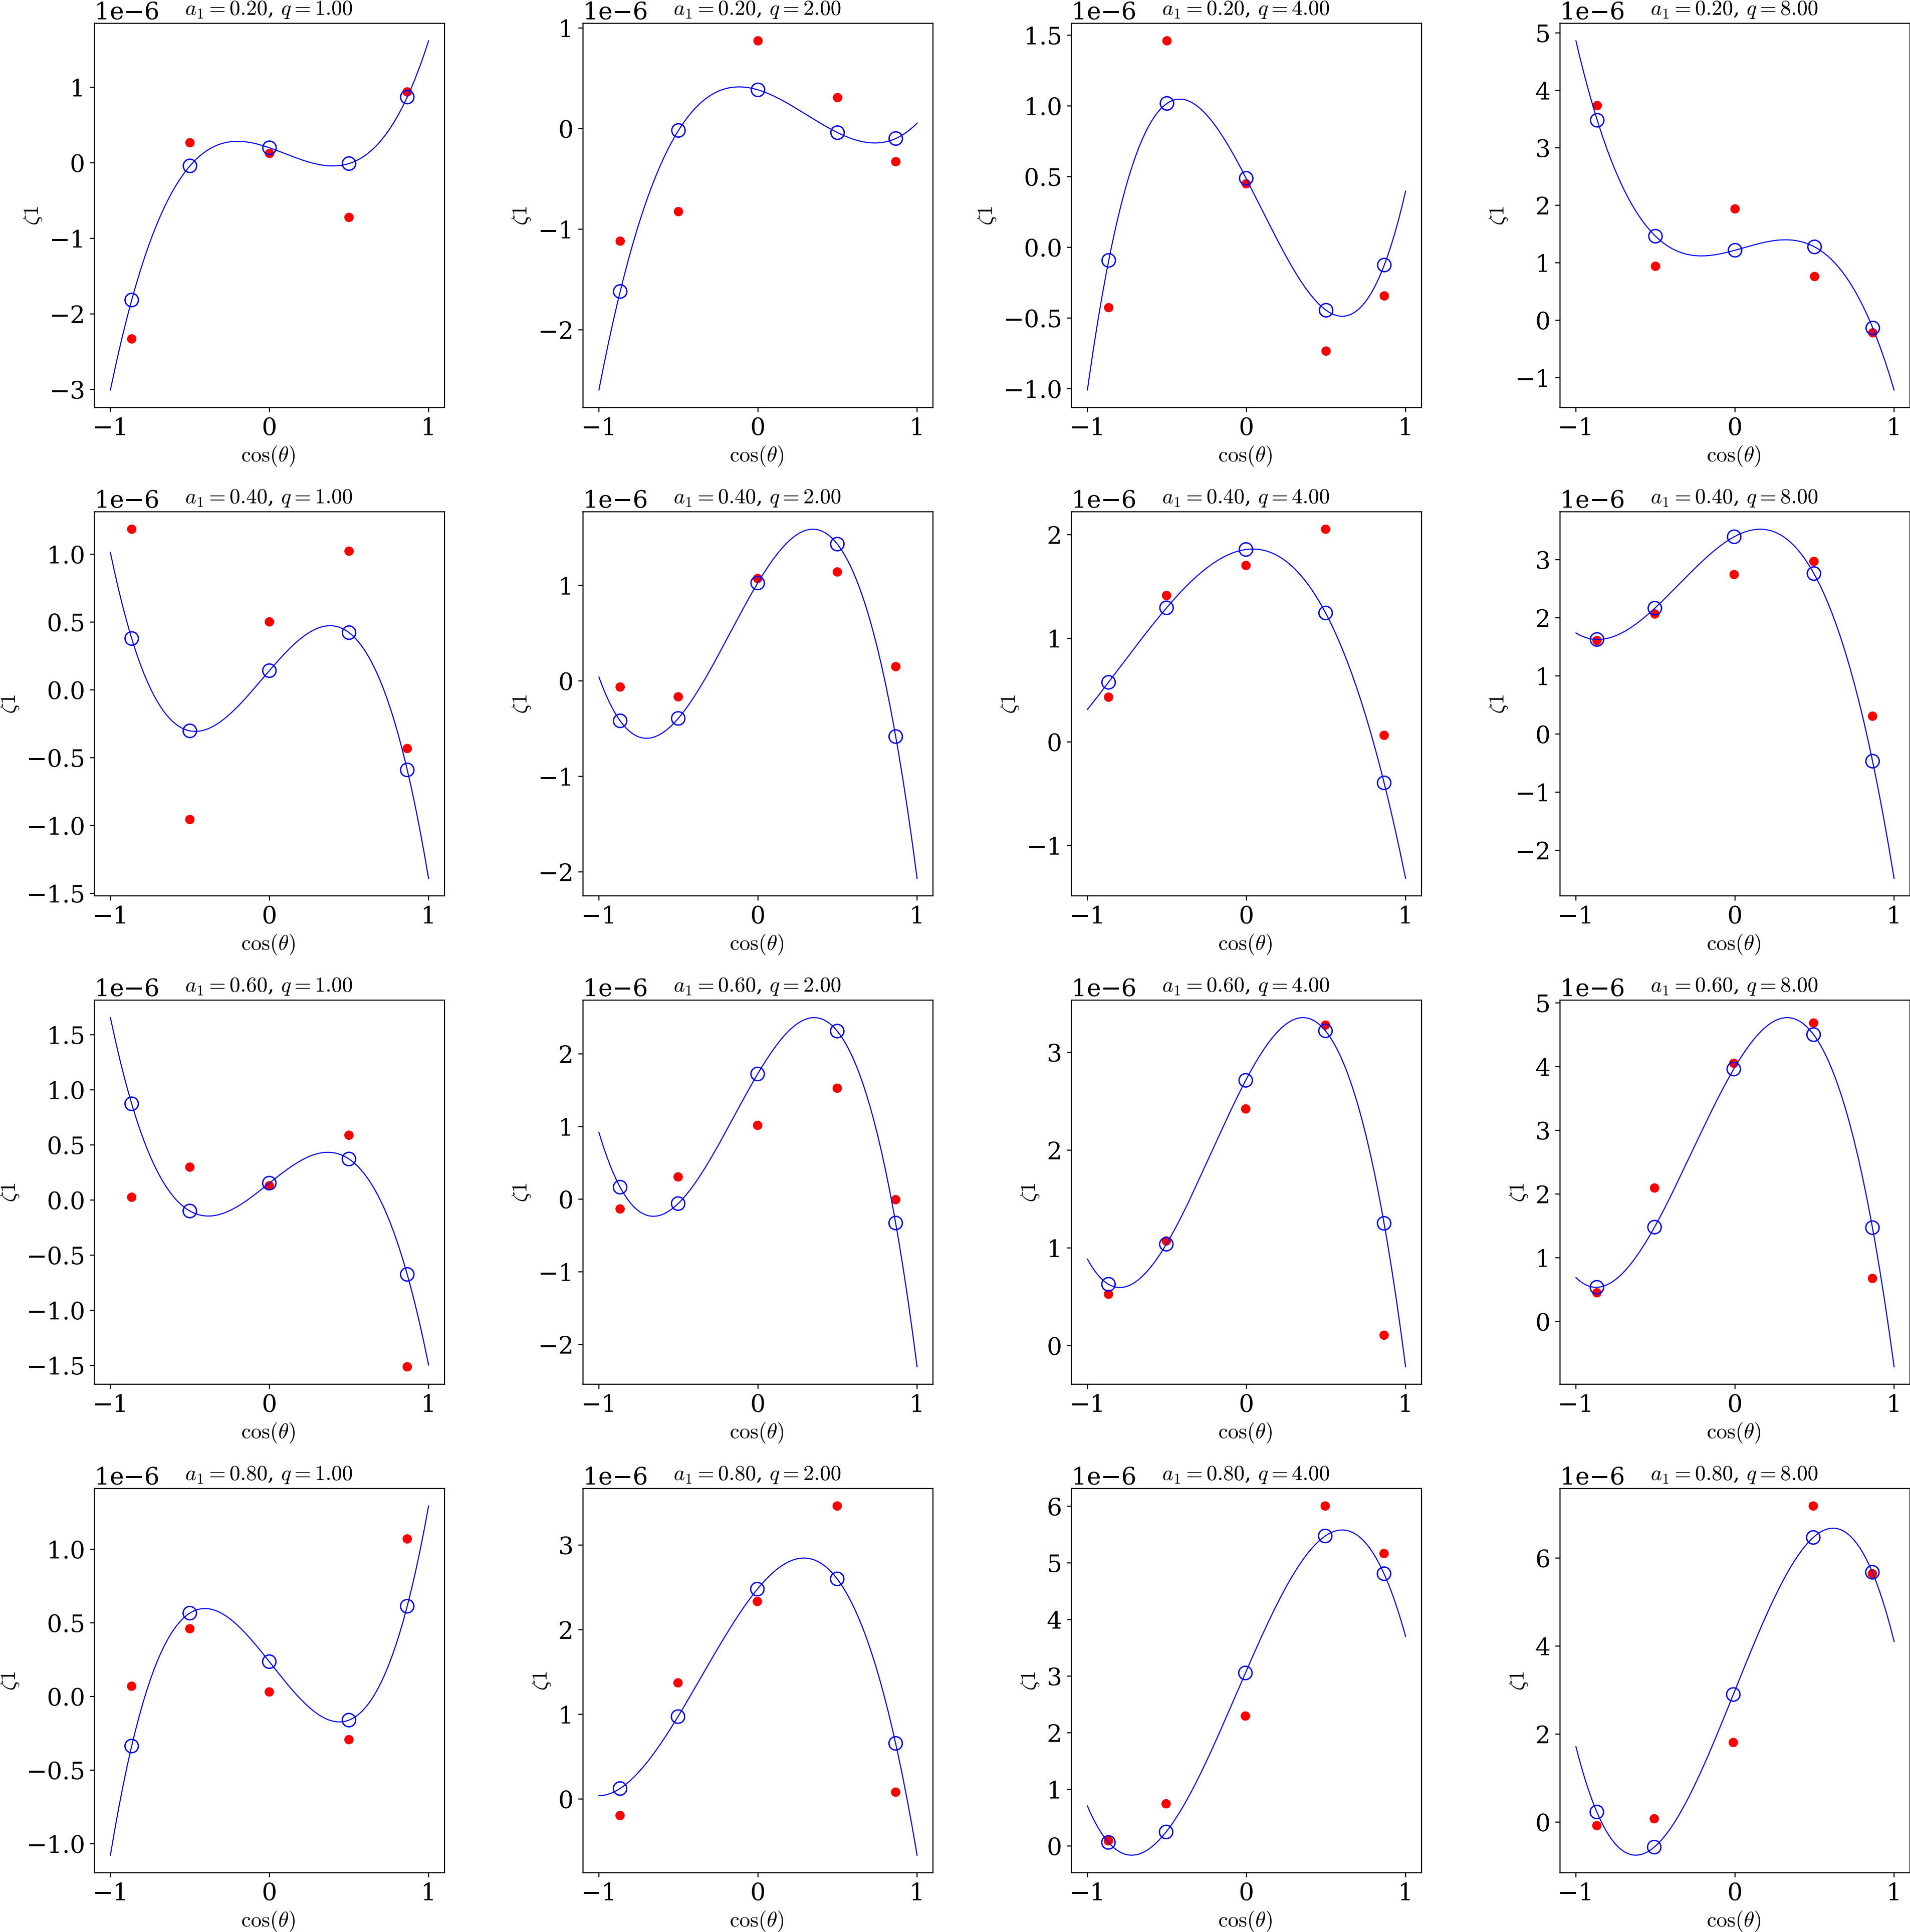 1e−6 a₁ = 0.20, q = 1.00
1
0
−1
−2
−3
ζ1
−1 0 1
cos(θ)
1e−6 a₁ = 0.20, q = 2.00
1
0
−1
−2
ζ1
−1 0 1
cos(θ)
1e−6 a₁ = 0.20, q = 4.00
1.5
1.0
0.5
0.0
−0.5
−1.0
ζ1
−1 0 1
cos(θ)
1e−6 a₁ = 0.20, q = 8.00
5
4
3
2
1
0
−1
ζ1
−1 0 1
cos(θ)
1e−6 a₁ = 0.40, q = 1.00
1.0
0.5
0.0
−0.5
−1.0
−1.5
ζ1
−1 0 1
cos(θ)
1e−6 a₁ = 0.40, q = 2.00
1
0
−1
−2
ζ1
−1 0 1
cos(θ)
1e−6 a₁ = 0.40, q = 4.00
2
1
0
−1
ζ1
−1 0 1
cos(θ)
1e−6 a₁ = 0.40, q = 8.00
3
2
1
0
−1
−2
ζ1
−1 0 1
cos(θ)
1e−6 a₁ = 0.60, q = 1.00
1.5
1.0
0.5
0.0
−0.5
−1.0
−1.5
ζ1
−1 0 1
cos(θ)
1e−6 a₁ = 0.60, q = 2.00
2
1
0
−1
−2
ζ1
−1 0 1
cos(θ)
1e−6 a₁ = 0.60, q = 4.00
3
2
1
0
ζ1
−1 0 1
cos(θ)
1e−6 a₁ = 0.60, q = 8.00
5
4
3
2
1
0
ζ1
−1 0 1
cos(θ)
1e−6 a₁ = 0.80, q = 1.00
1.0
0.5
0.0
−0.5
−1.0
ζ1
−1 0 1
cos(θ)
1e−6 a₁ = 0.80, q = 2.00
3
2
1
0
ζ1
−1 0 1
cos(θ)
1e−6 a₁ = 0.80, q = 4.00
6
5
4
3
2
1
0
ζ1
−1 0 1
cos(θ)
1e−6 a₁ = 0.80, q = 8.00
6
4
2
0
ζ1
−1 0 1
cos(θ)